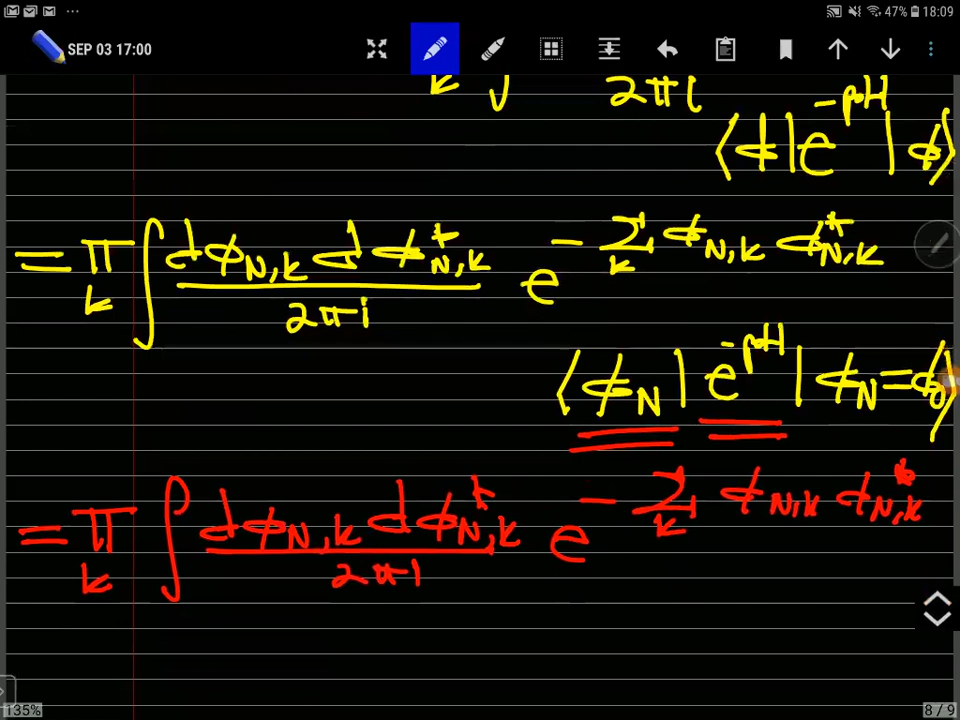 SEP 03 17:00
47% 18:09
k ∫ 2πi
⟨ϕ|e^{-βH}|ϕ⟩
= π_k ∫ dϕ_{N,k} dϕ*_{N,k} / 2πi e^{-Σ_k ϕ_{N,k} ϕ*_{N,k}}
⟨ϕ_N|e^{-βH}|ϕ_N=ϕ_0⟩
= π_k ∫ dϕ_{N,k} dϕ*_{N,k} / 2πi e^{-Σ_k ϕ_{N,k} ϕ*_{N,k}}
135%
8 / 9